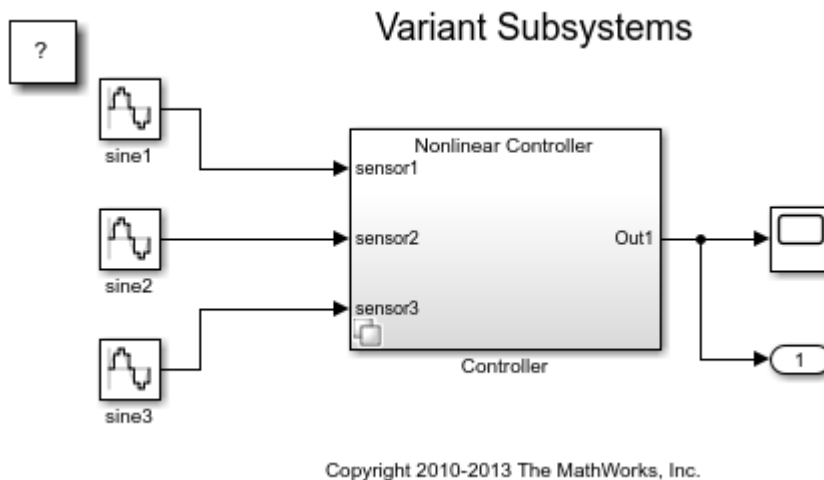 Variant Subsystems
?
sine1
Nonlinear Controller
sensor1
sensor2
Out1
sine2
sensor3
Controller
1
sine3
Copyright 2010-2013 The MathWorks, Inc.